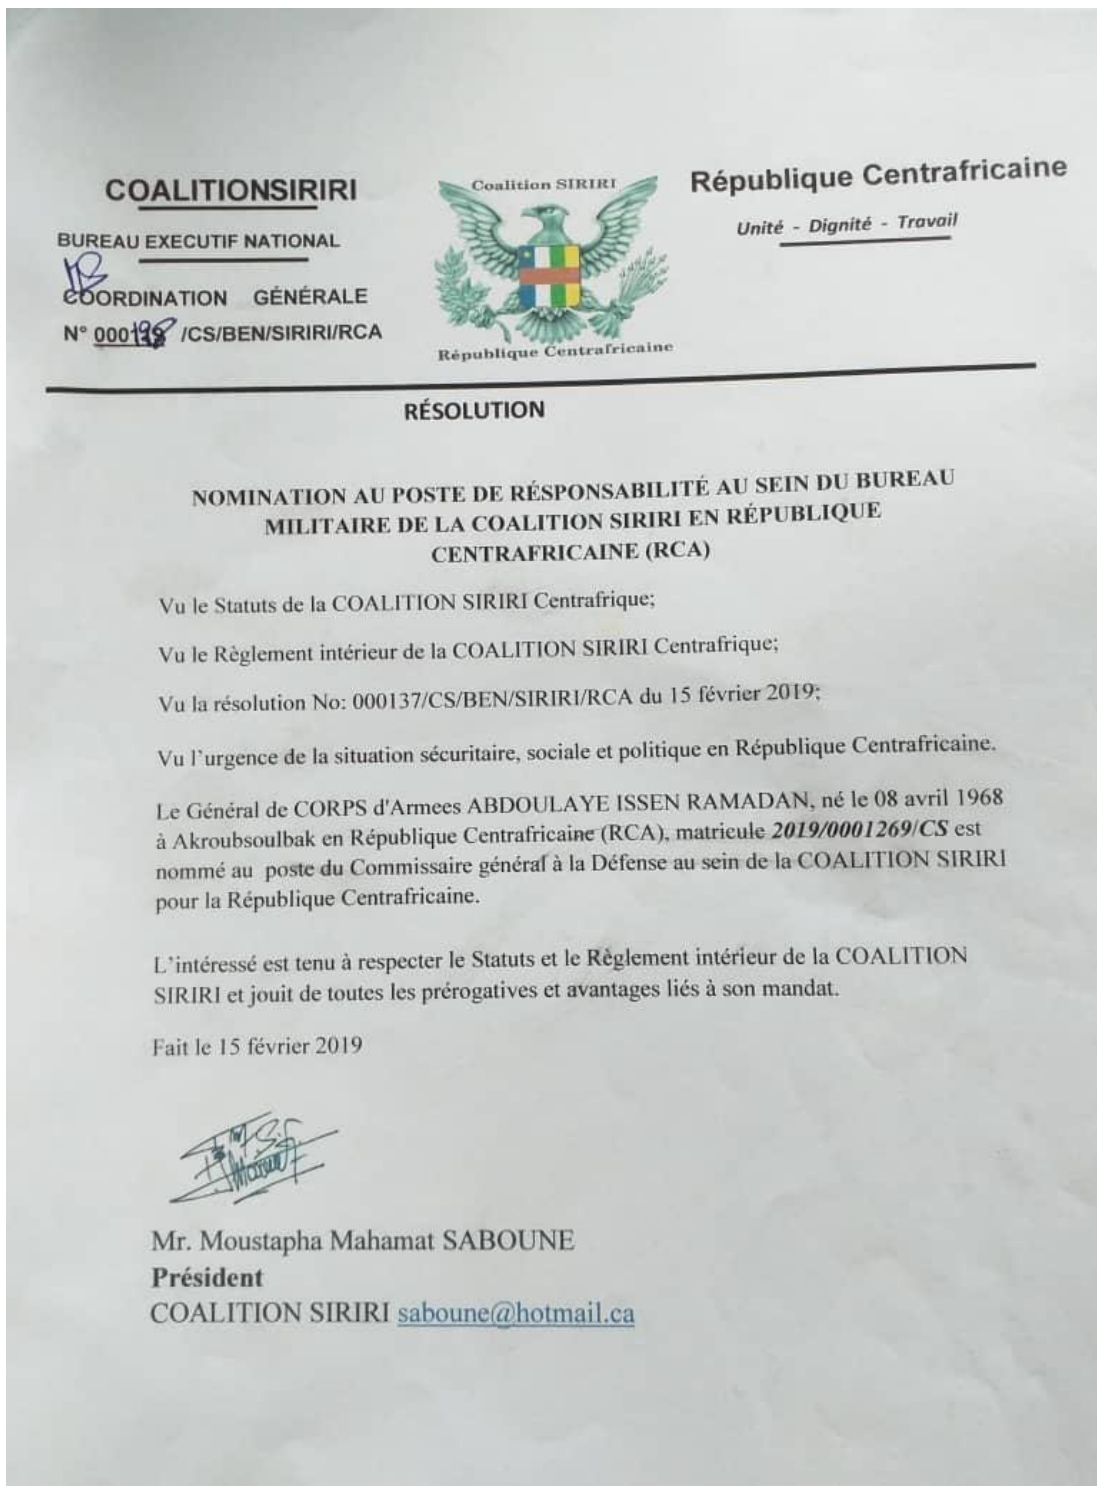 COALITIONSIRIRI
BUREAU EXECUTIF NATIONAL
COORDINATION GÉNÉRALE
N° 000198 /CS/BEN/SIRIRI/RCA
Coalition SIRIRI
République Centrafricaine
République Centrafricaine
Unité - Dignité - Travail
RÉSOLUTION
NOMINATION AU POSTE DE RÉSPONSABILITÉ AU SEIN DU BUREAU
MILITAIRE DE LA COALITION SIRIRI EN RÉPUBLIQUE
CENTRAFRICAINE (RCA)
Vu le Statuts de la COALITION SIRIRI Centrafrique;
Vu le Règlement intérieur de la COALITION SIRIRI Centrafrique;
Vu la résolution No: 000137/CS/BEN/SIRIRI/RCA du 15 février 2019;
Vu l'urgence de la situation sécuritaire, sociale et politique en République Centrafricaine.
Le Général de CORPS d'Armees ABDOULAYE ISSEN RAMADAN, né le 08 avril 1968
à Akroubsoulbak en République Centrafricaine (RCA), matricule 2019/0001269/CS est
nommé au poste du Commissaire général à la Défense au sein de la COALITION SIRIRI
pour la République Centrafricaine.
L'intéressé est tenu à respecter le Statuts et le Règlement intérieur de la COALITION
SIRIRI et jouit de toutes les prérogatives et avantages liés à son mandat.
Fait le 15 février 2019
Mr. Moustapha Mahamat SABOUNE
Président
COALITION SIRIRI saboune@hotmail.ca